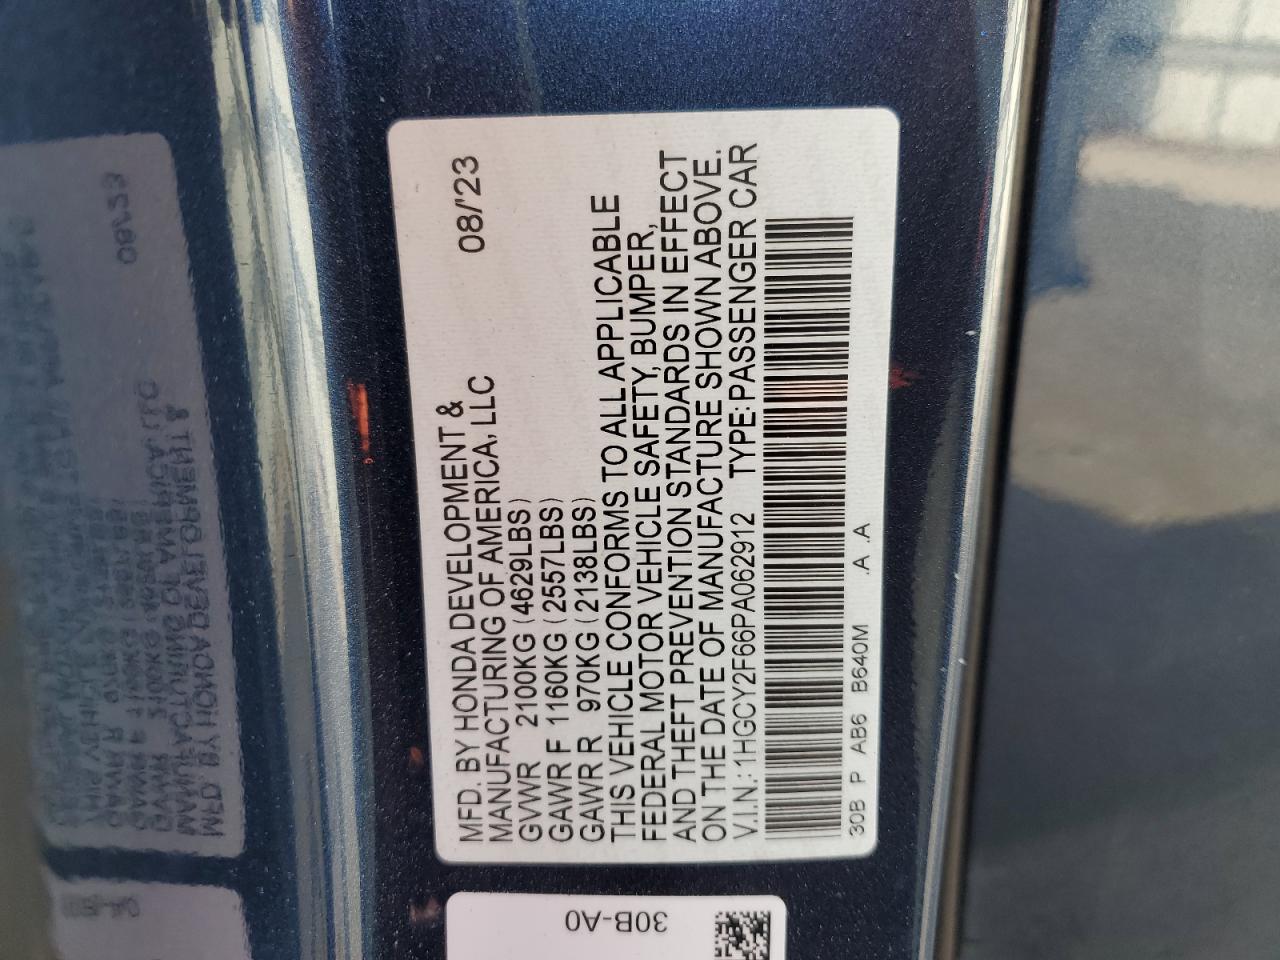 MFD. BY HONDA DEVELOPMENT & 08/'23
MANUFACTURING OF AMERICA, LLC
GVWR 2100KG (4629LBS)
GAWR F 1160KG (2557LBS)
GAWR R 970KG (2138LBS)
THIS VEHICLE CONFORMS TO ALL APPLICABLE
FEDERAL MOTOR VEHICLE SAFETY, BUMPER,
AND THEFT PREVENTION STANDARDS IN EFFECT
ON THE DATE OF MANUFACTURE SHOWN ABOVE.
V.I.N.: 1HGCY2F66PA062912 TYPE: PASSENGER CAR
30B P AB6 B640M .A .A
30B-A0